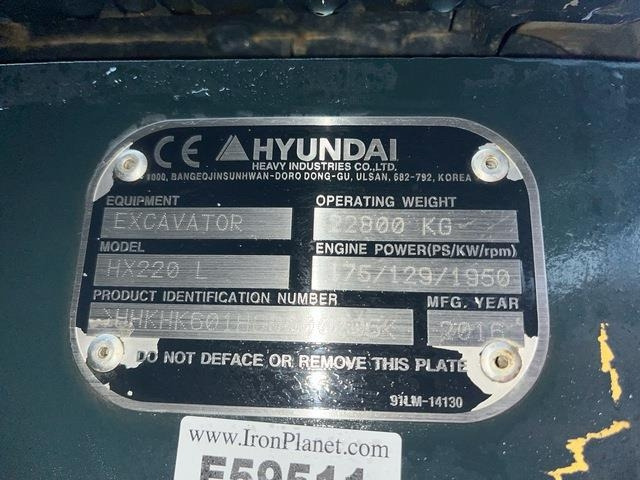 CE HYUNDAI
HEAVY INDUSTRIES CO.,LTD.
1000, BANGEOJINSUNHWAN-DORO DONG-GU, ULSAN, 682-792, KOREA
EQUIPMENT OPERATING WEIGHT
EXCAVATOR 22800 KG
MODEL ENGINE POWER(PS/KW/rpm)
HX220 L 175/129/1950
PRODUCT IDENTIFICATION NUMBER MFG. YEAR
2016
DO NOT DEFACE OR REMOVE THIS PLATE
91LM-14130
www.IronPlanet.com
E59511